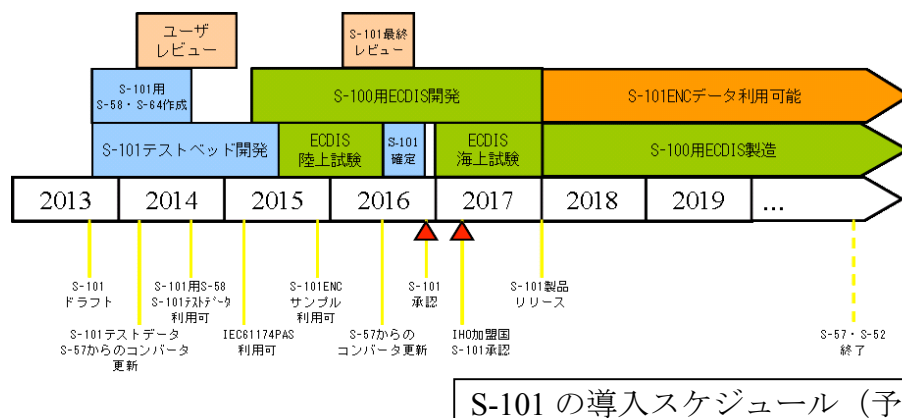 ユーザ
レビュー
S-101最終
レビュー
S-101用
S-58・S-64作成
S-100用ECDIS開発
S-101ENCデータ利用可能
S-101テストベッド開発
ECDIS
陸上試験
S-101
確定
ECDIS
海上試験
S-100用ECDIS製造
2013
2014
2015
2016
2017
2018
2019
...
S-101
ドラフト
S-101用S-58
S-101テストデータ
利用可
S-101ENC
サンプル
利用可
S-101
承認
S-101製品
リリース
S-101テストデータ
S-57からのコンバータ
更新
IEC61174PAS
利用可
S-57からの
コンバータ更新
IHO加盟国
S-101承認
S-57・S-52
終了
S-101 の導入スケジュール（予